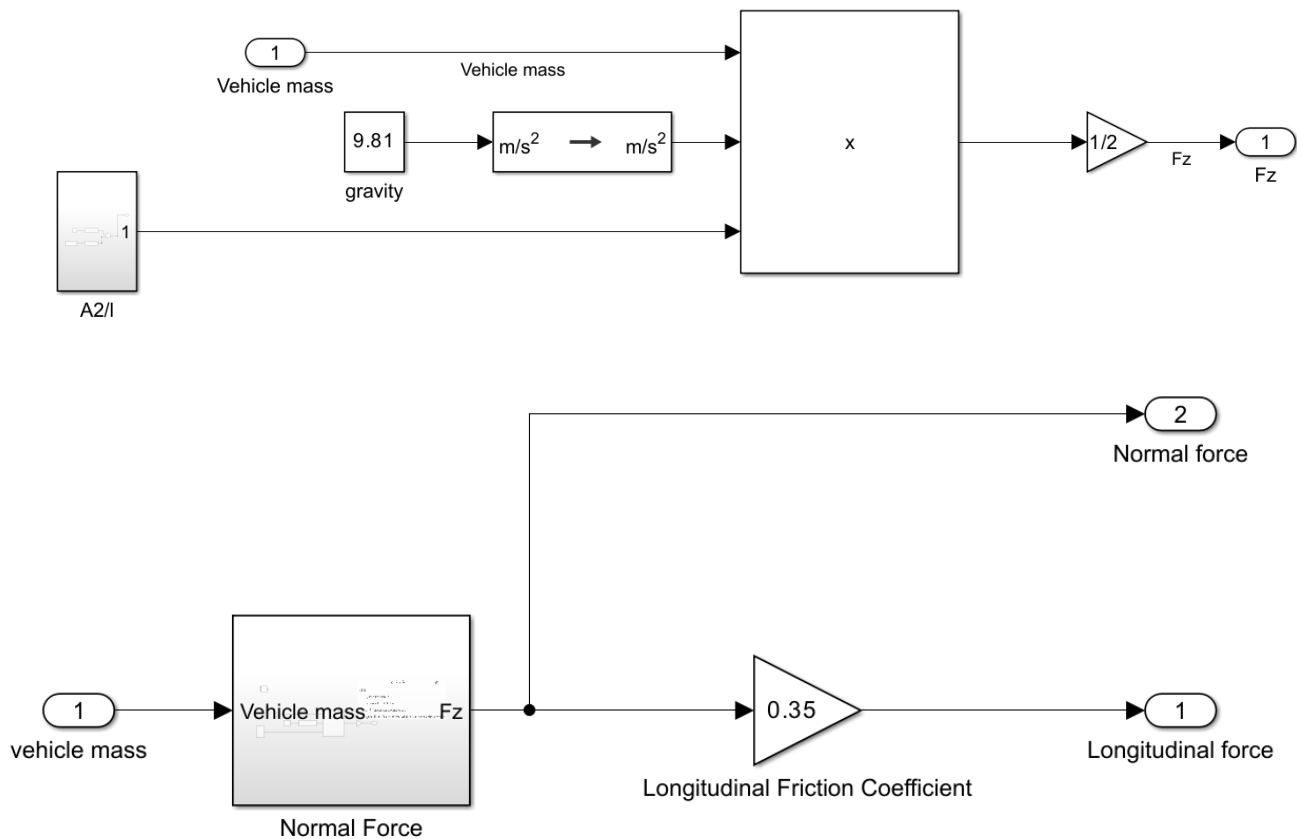 1
Vehicle mass
Vehicle mass
9.81
gravity
m/s² → m/s²
x
1/2
Fz
1
Fz
1
A2/l
2
Normal force
1
vehicle mass
Vehicle mass
Fz
Normal Force
0.35
Longitudinal Friction Coefficient
1
Longitudinal force